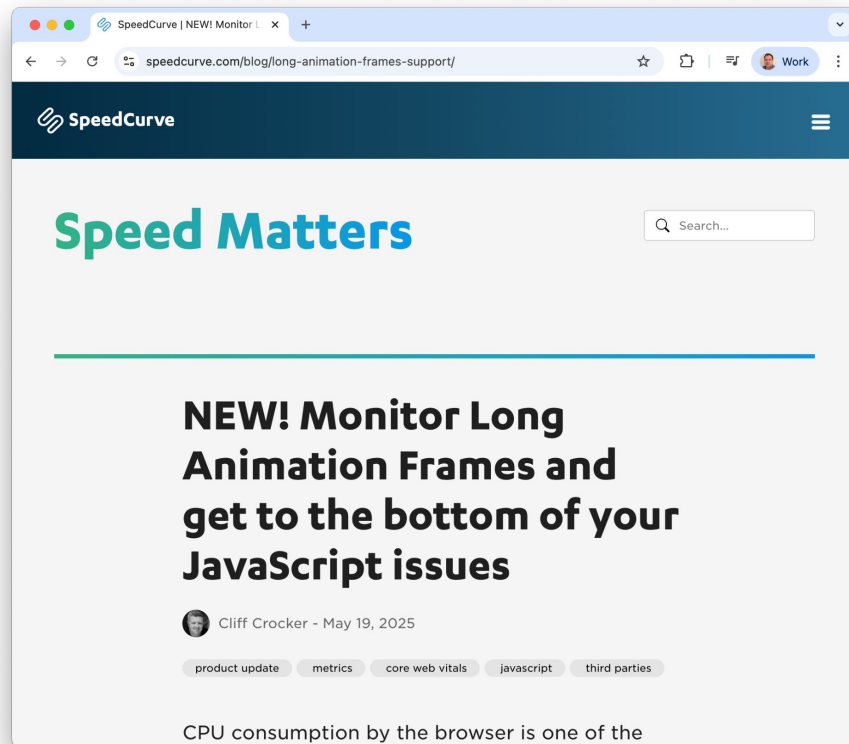 SpeedCurve | NEW! Monitor L
speedcurve.com/blog/long-animation-frames-support/
Work
SpeedCurve
Speed Matters
Search...
NEW! Monitor Long
Animation Frames and
get to the bottom of your
JavaScript issues
Cliff Crocker - May 19, 2025
product update metrics core web vitals javascript third parties
CPU consumption by the browser is one of the